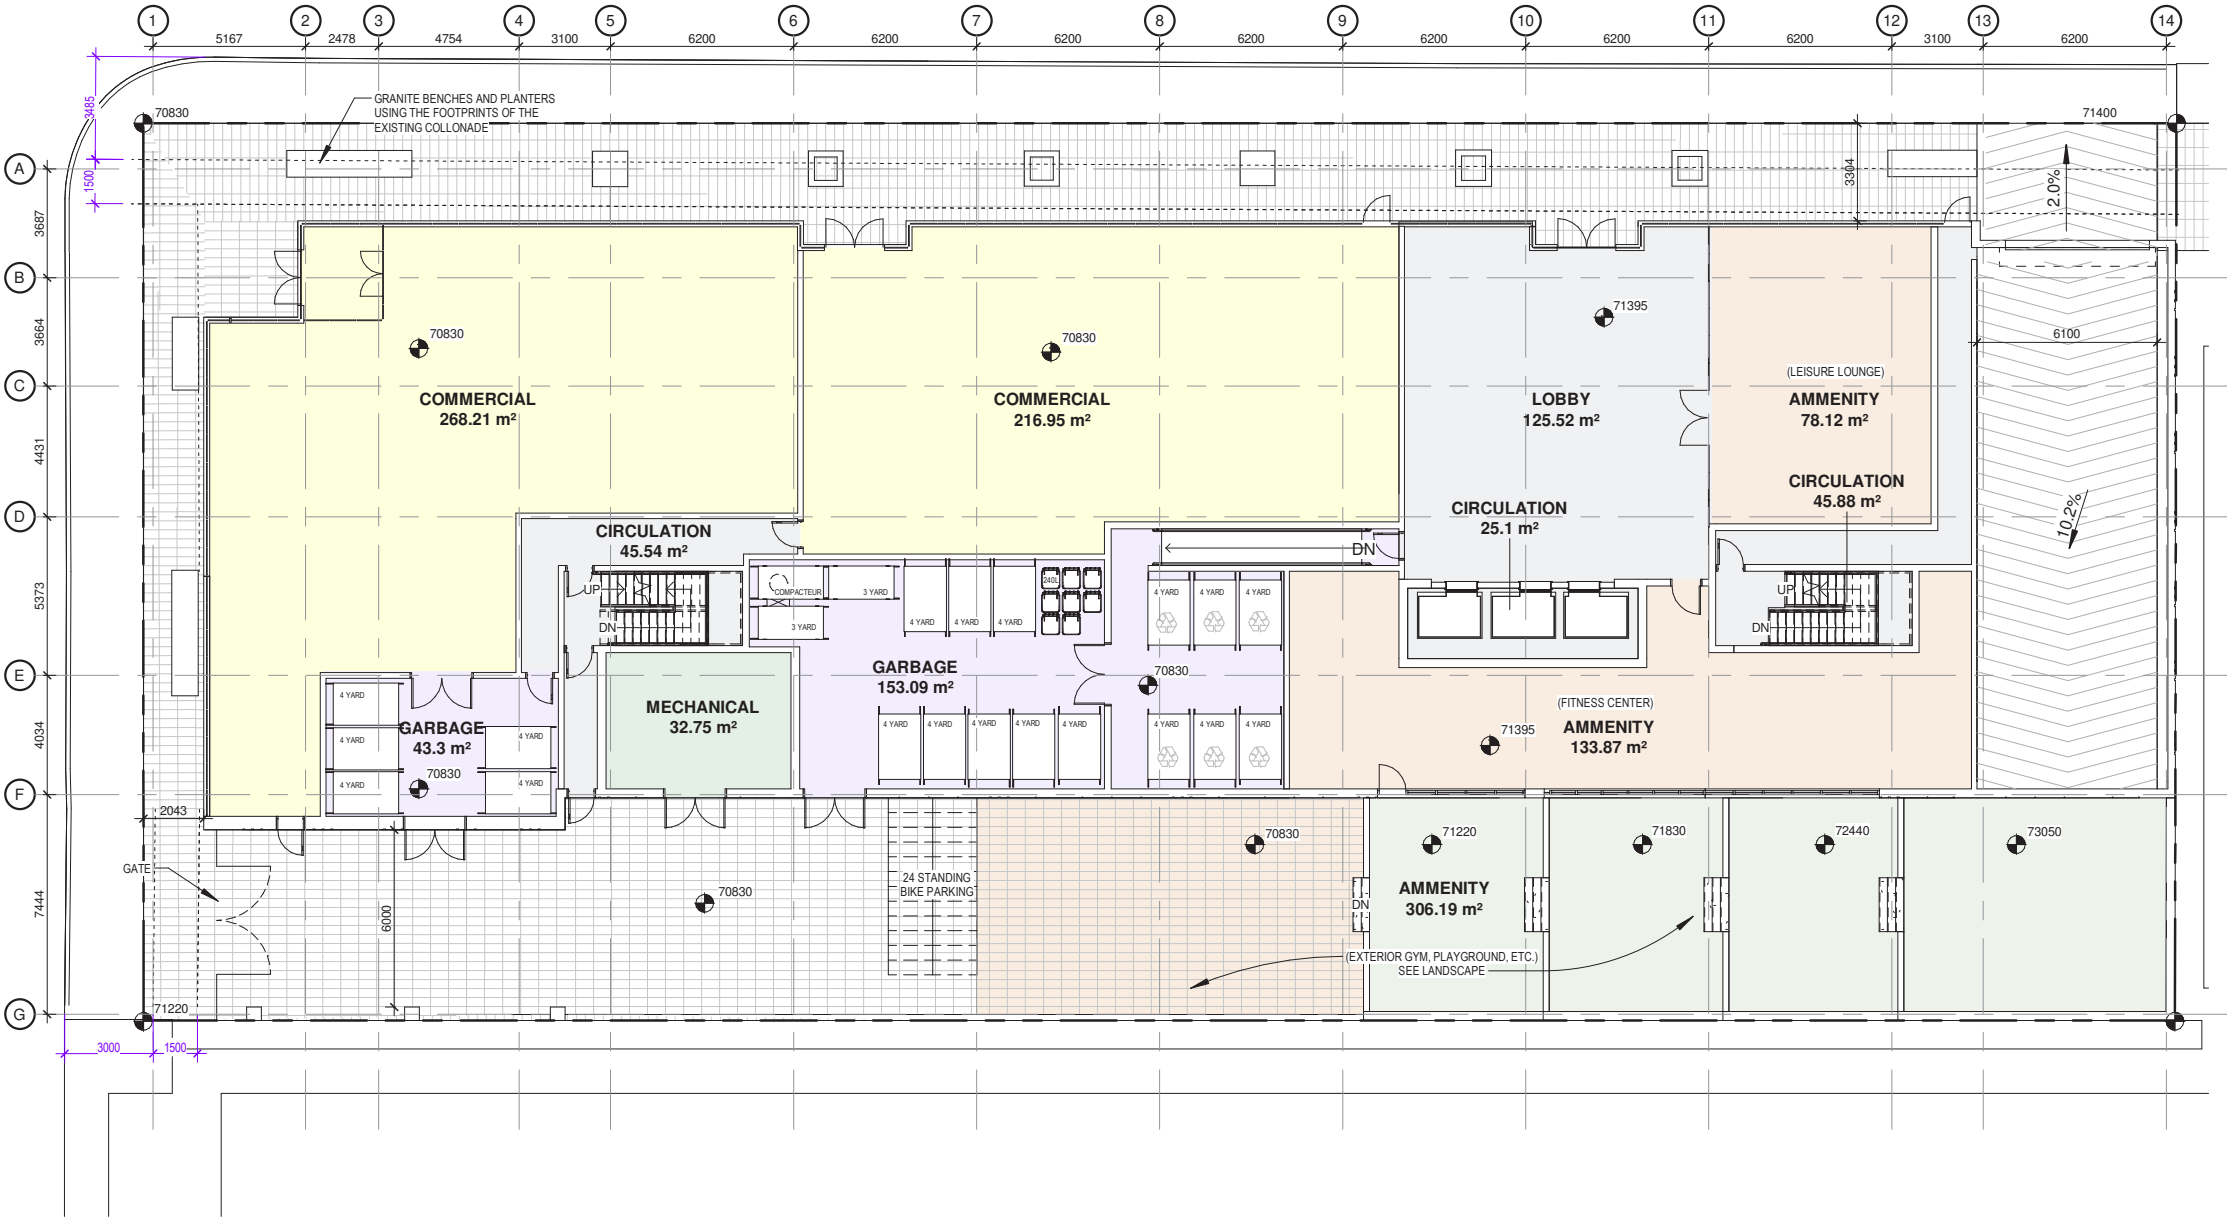 1 2 3 4 5 6 7 8 9 10 11 12 13 14
5167 2478 4754 3100 6200 6200 6200 6200 6200 6200 6200 3100 6200
3485
GRANITE BENCHES AND PLANTERS
USING THE FOOTPRINTS OF THE
EXISTING COLLONADE
70830
71400
A
1500
3304
2.0%
3687
B
71395
3664
70830
70830
6100
C
(LEISURE LOUNGE)
COMMERCIAL
268.21 m²
COMMERCIAL
216.95 m²
LOBBY
125.52 m²
AMMENITY
78.12 m²
4431
CIRCULATION
45.88 m²
CIRCULATION
25.1 m²
D
10.2%
CIRCULATION
45.54 m²
DN
5373
UP
COMPACTEUR
3 YARD
240L
4 YARD
4 YARD
4 YARD
UP
3 YARD
4 YARD
4 YARD
4 YARD
DN
DN
E
GARBAGE
153.09 m²
70830
4 YARD
(FITNESS CENTER)
MECHANICAL
32.75 m²
AMMENITY
133.87 m²
4034
GARBAGE
43.3 m²
4 YARD
4 YARD
4 YARD
4 YARD
4 YARD
4 YARD
4 YARD
4 YARD
4 YARD
4 YARD
4 YARD
71395
70830
4 YARD
4 YARD
F
2043
70830
71220
71830
72440
73050
GATE
24 STANDING
BIKE PARKING
70830
AMMENITY
306.19 m²
DN
7444
6000
(EXTERIOR GYM, PLAYGROUND, ETC.)
SEE LANDSCAPE
G
71220
3000
1500